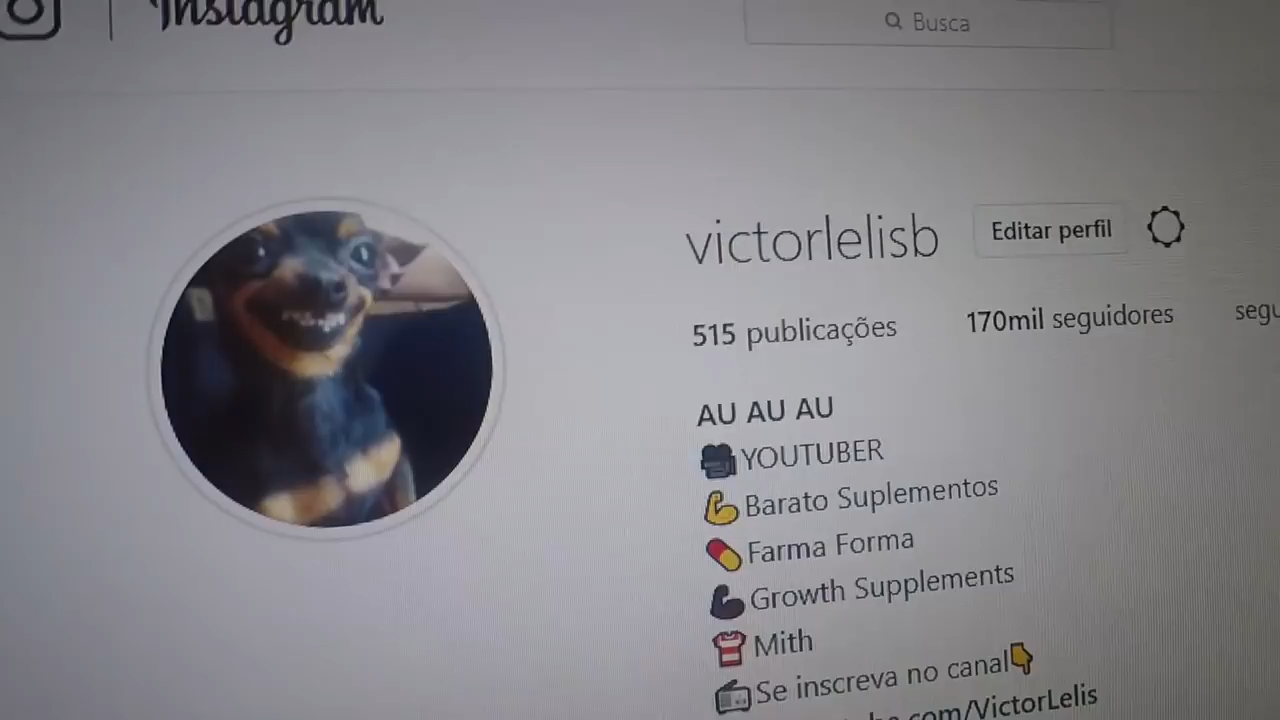 Instagram
Busca
victorlelisb Editar perfil
515 publicações 170mil seguidores
AU AU AU
YOUTUBER
Barato Suplementos
Farma Forma
Growth Supplements
Mith
Se inscreva no canal
com/VictorLelis